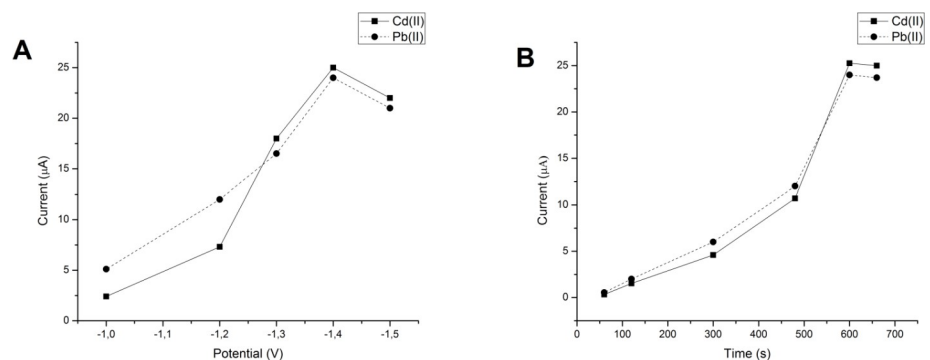 A
Cd(II)
Pb(II)
25
20
15
10
5
0
Current (μA)
-1,0 -1,1 -1,2 -1,3 -1,4 -1,5
Potential (V)
B
Cd(II)
Pb(II)
25
20
15
10
5
0
Current (μA)
0 100 200 300 400 500 600 700
Time (s)